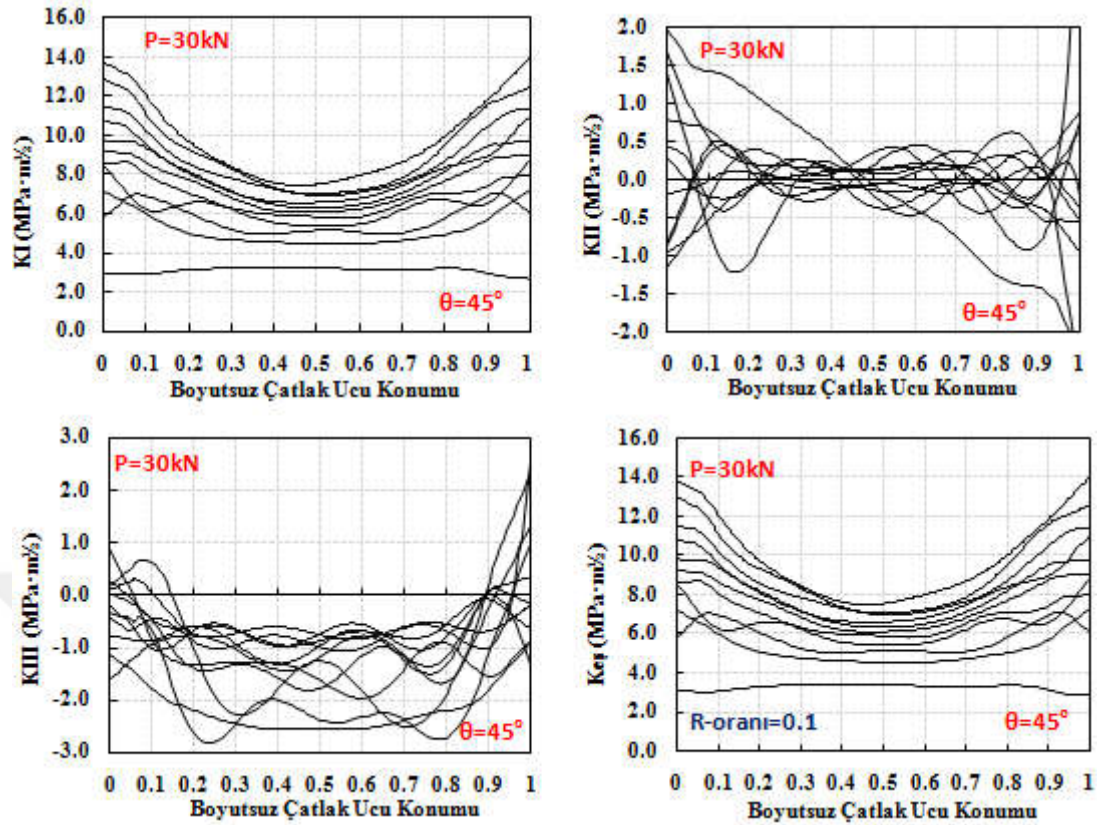 16.0
14.0
12.0
10.0
8.0
6.0
4.0
2.0
0.0
KI (MPa·m½)
P=30kN
θ=45°
0 0.1 0.2 0.3 0.4 0.5 0.6 0.7 0.8 0.9 1
Boyutsuz Çatlak Ucu Konumu
2.0
1.5
1.0
0.5
0.0
-0.5
-1.0
-1.5
-2.0
KII (MPa·m½)
P=30kN
θ=45°
0 0.1 0.2 0.3 0.4 0.5 0.6 0.7 0.8 0.9 1
Boyutsuz Çatlak Ucu Konumu
3.0
2.0
1.0
0.0
-1.0
-2.0
-3.0
KIII (MPa·m½)
P=30kN
θ=45°
0 0.1 0.2 0.3 0.4 0.5 0.6 0.7 0.8 0.9 1
Boyutsuz Çatlak Ucu Konumu
16.0
14.0
12.0
10.0
8.0
6.0
4.0
2.0
0.0
Keş (MPa·m½)
P=30kN
R-oranı=0.1
θ=45°
0 0.1 0.2 0.3 0.4 0.5 0.6 0.7 0.8 0.9 1
Boyutsuz Çatlak Ucu Konumu